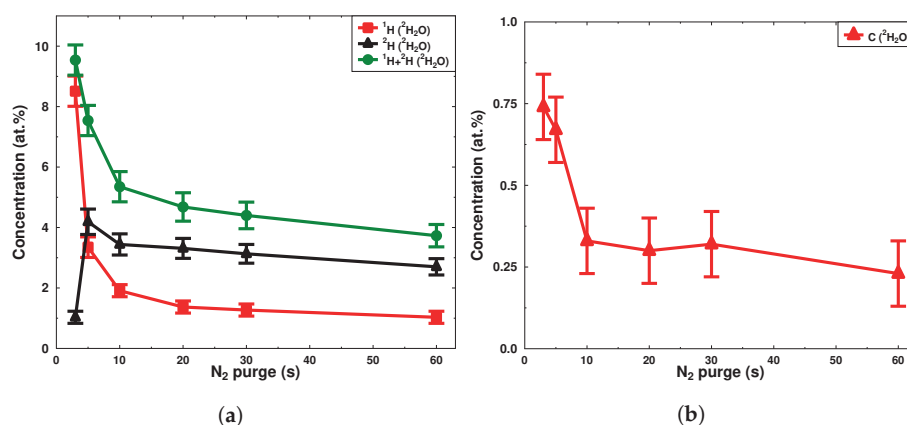 ¹H (²H₂O)
²H (²H₂O)
¹H+²H (²H₂O)
10
8
6
4
2
0
Concentration (at.%)
0 10 20 30 40 50 60
N₂ purge (s)
(a)
C (²H₂O)
1.0
0.75
0.5
0.25
0.0
Concentration (at.%)
0 10 20 30 40 50 60
N₂ purge (s)
(b)